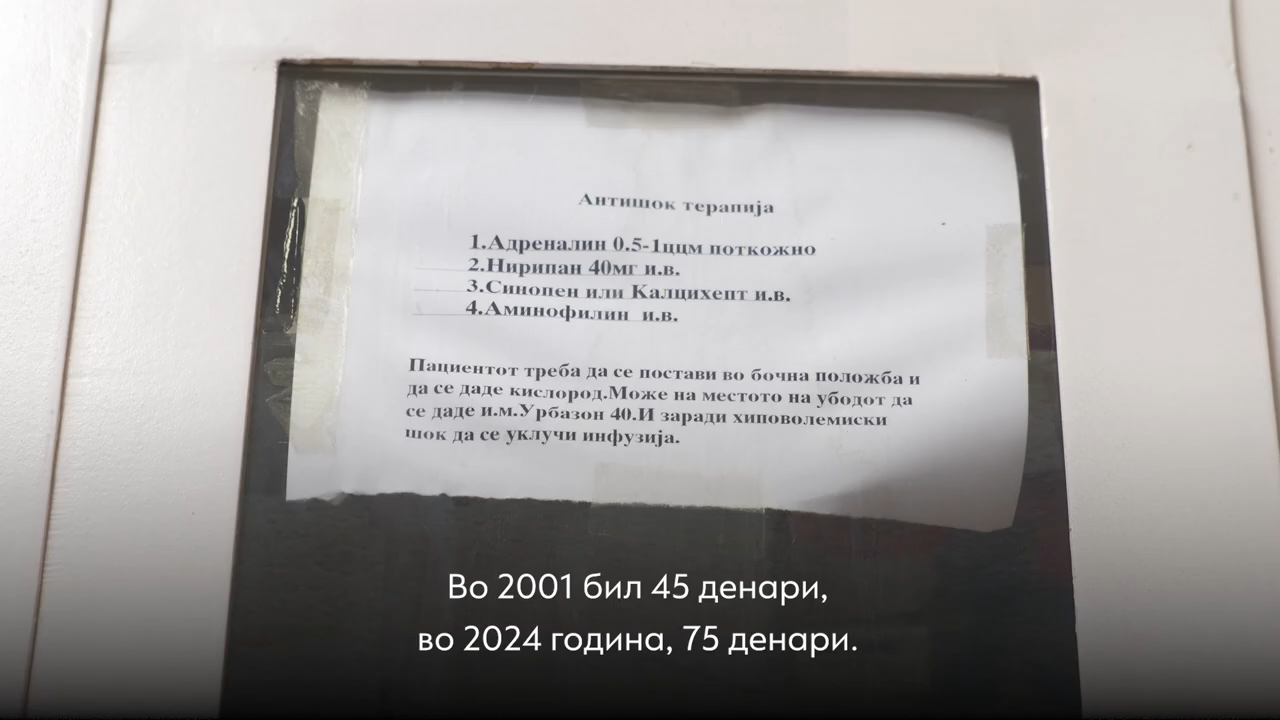 Антишок терапија
1.Адреналин 0.5-1ццм поткожно
2.Нирипан 40мг и.в.
3.Синопен или Калцихепт и.в.
4.Аминофилин и.в.
Пациентот треба да се постави во бочна положба и
да се даде кислород.Може на местото на убодот да
се даде и.м.Урбазон 40.И заради хиповолемиски
шок да се уклучи инфузија.
Во 2001 бил 45 денари,
во 2024 година, 75 денари.